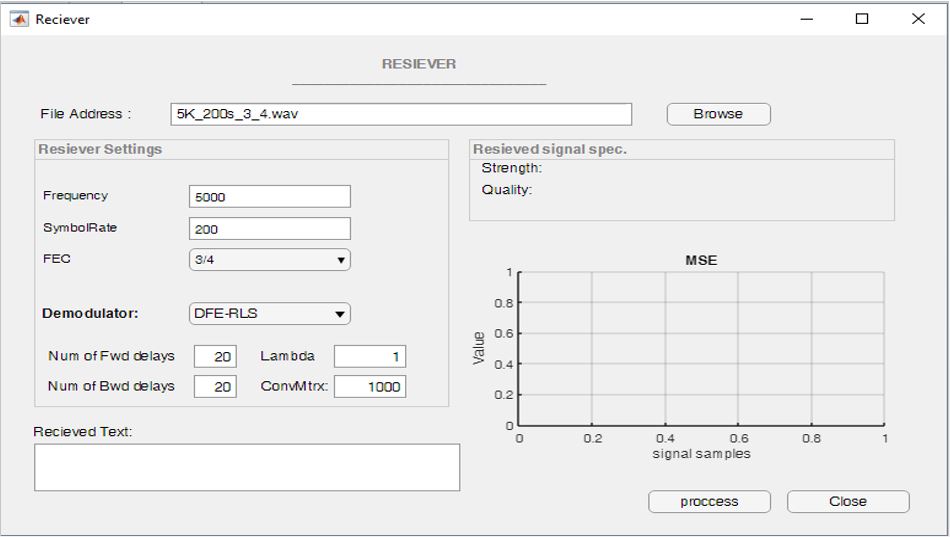 Reciever
RESIEVER
File Address :
5K_200s_3_4.wav
Browse
Resiever Settings
Frequency
5000
SymbolRate
200
FEC
3/4
Demodulator:
DFE-RLS
Num of Fwd delays
20
Lambda
1
Num of Bwd delays
20
ConvMtrx:
1000
Resieved signal spec.
Strength:
Quality:
MSE
Value
1
0.8
0.6
0.4
0.2
0
0 0.2 0.4 0.6 0.8 1
signal samples
Recieved Text:
proccess
Close